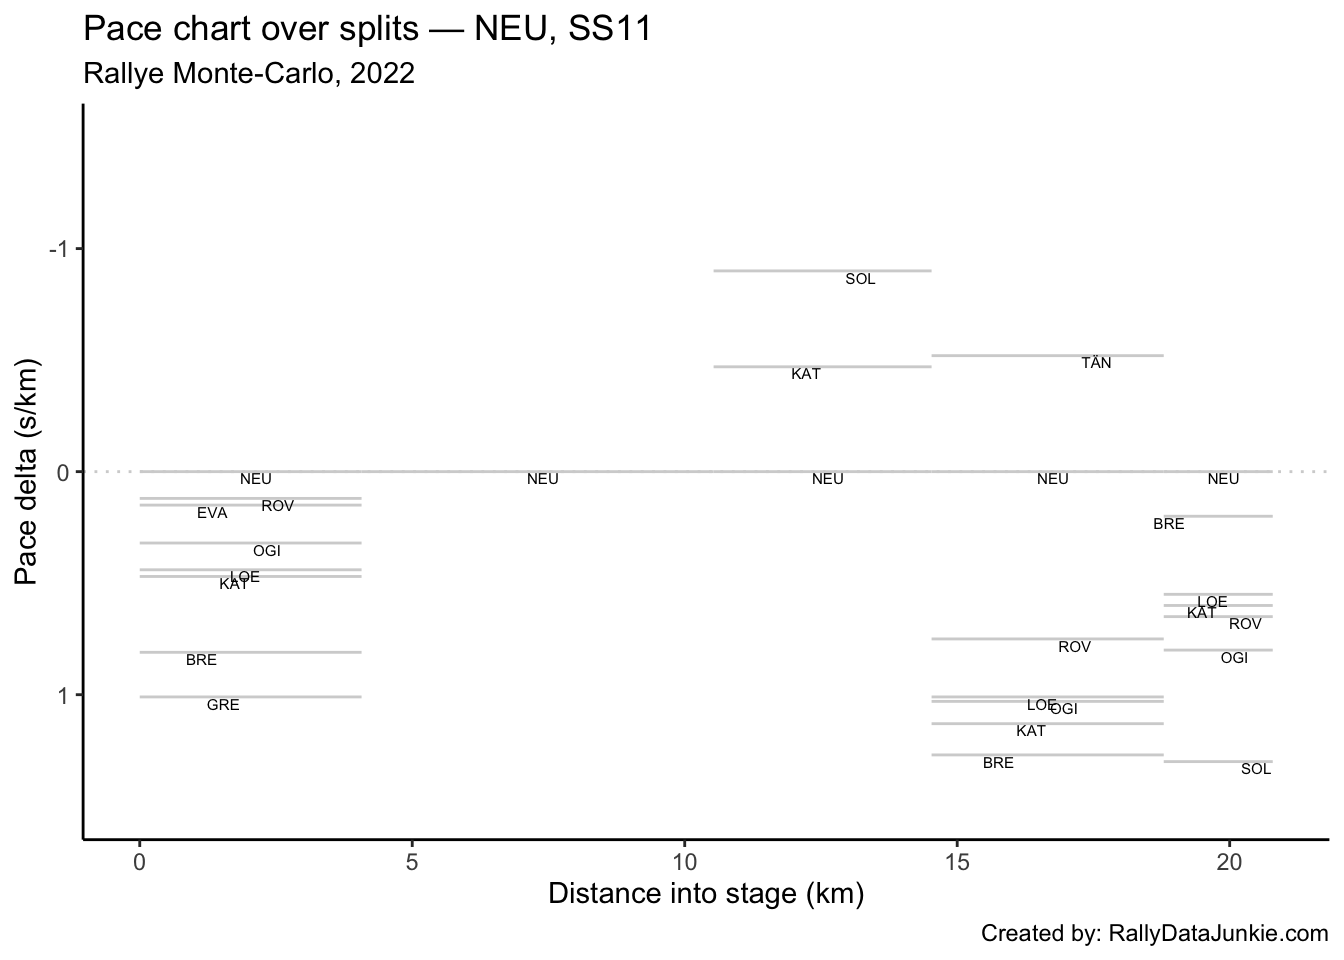 Pace chart over splits — NEU, SS11
Rallye Monte-Carlo, 2022
Pace delta (s/km)
-1
0
1
SOL
KAT
TÄN
NEU
NEU
NEU
NEU
NEU
EVA
ROV
OGI
LOE
KAT
BRE
GRE
ROV
LOE
OGI
KAT
BRE
BRE
LOE
KAT
ROV
OGI
SOL
0
5
10
15
20
Distance into stage (km)
Created by: RallyDataJunkie.com